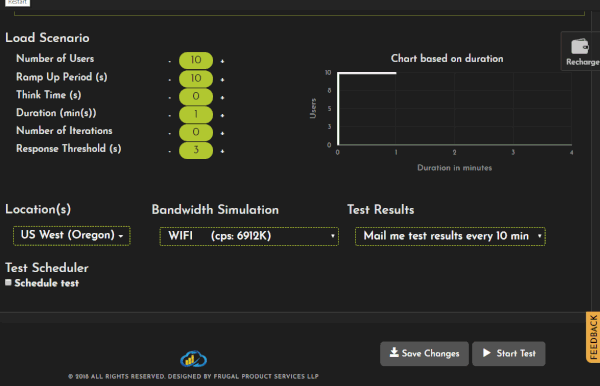 Restart
Load Scenario
Number of Users - 10 +
Ramp Up Period (s) - 10 +
Think Time (s) - 0 +
Duration (min(s)) - 1 +
Number of Iterations - 0 +
Response Threshold (s) - 3 +
Chart based on duration
Users
10
8
5
3
0
0 1 2 3 4
Duration in minutes
Recharge
Location(s)
US West (Oregon)
Bandwidth Simulation
WIFI (cps: 6912K)
Test Results
Mail me test results every 10 min
Test Scheduler
Schedule test
FEEDBACK
Save Changes
Start Test
© 2018 ALL RIGHTS RESERVED. DESIGNED BY FRUGAL PRODUCT SERVICES LLP